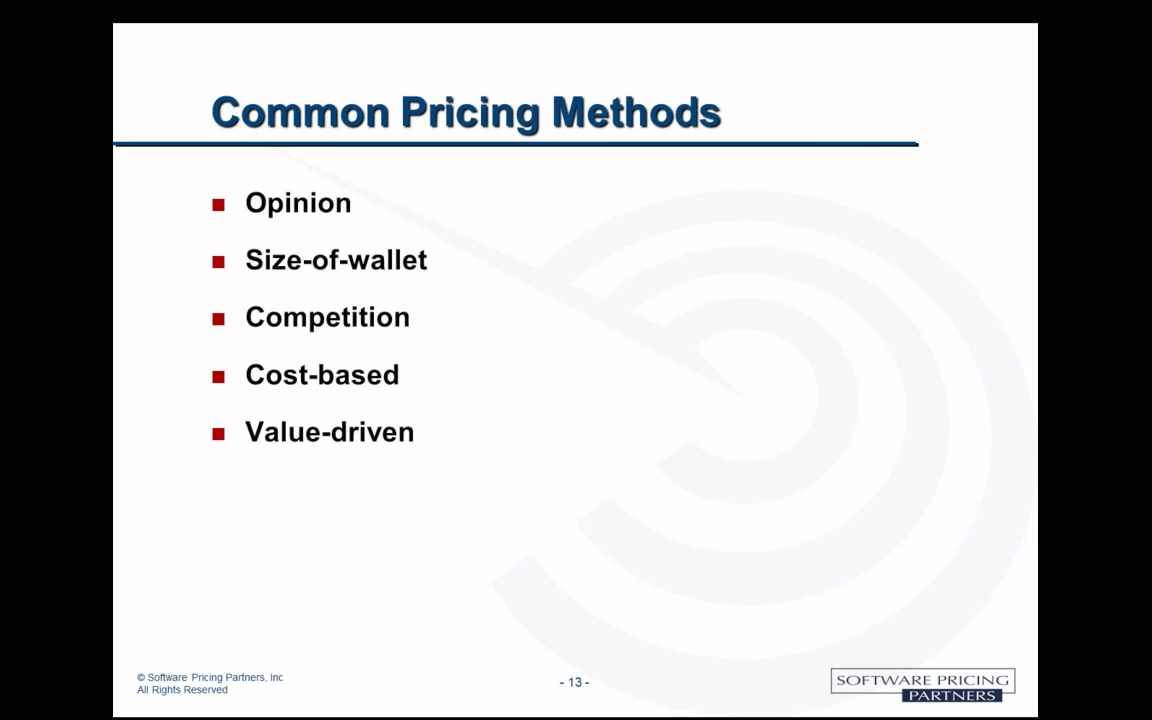 Common Pricing Methods
Opinion
Size-of-wallet
Competition
Cost-based
Value-driven
© Software Pricing Partners, Inc
All Rights Reserved
- 13 -
SOFTWARE PRICING
PARTNERS